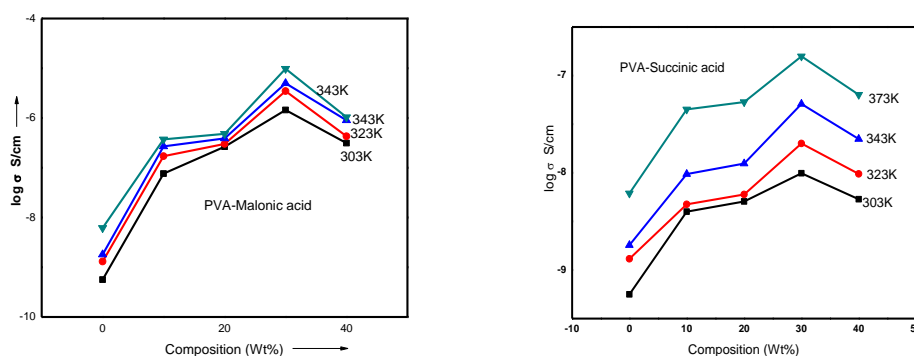 -4
-6
-8
-10
log σ S/cm
343K
343K
323K
303K
PVA-Malonic acid
0
20
40
Composition (Wt%)
-7
-8
-9
log σ S/cm
PVA-Succinic acid
373K
343K
323K
303K
-10
0
10
20
30
40
5
Composition (Wt%)